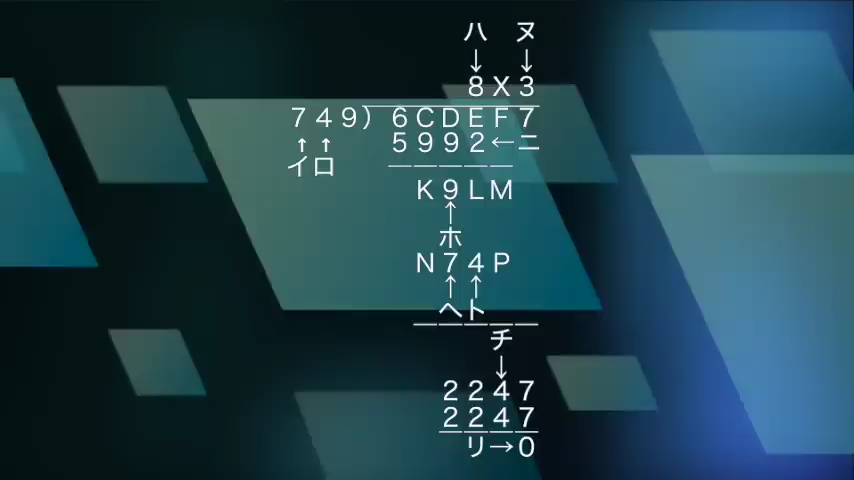 ハ ヌ
↓ ↓
8X3
749）6CDEF7
↑↑ 5992←ニ
イロ
K9LM
↑
ホ
N74P
↑↑
ヘト
チ
↓
2247
2247
リ→0